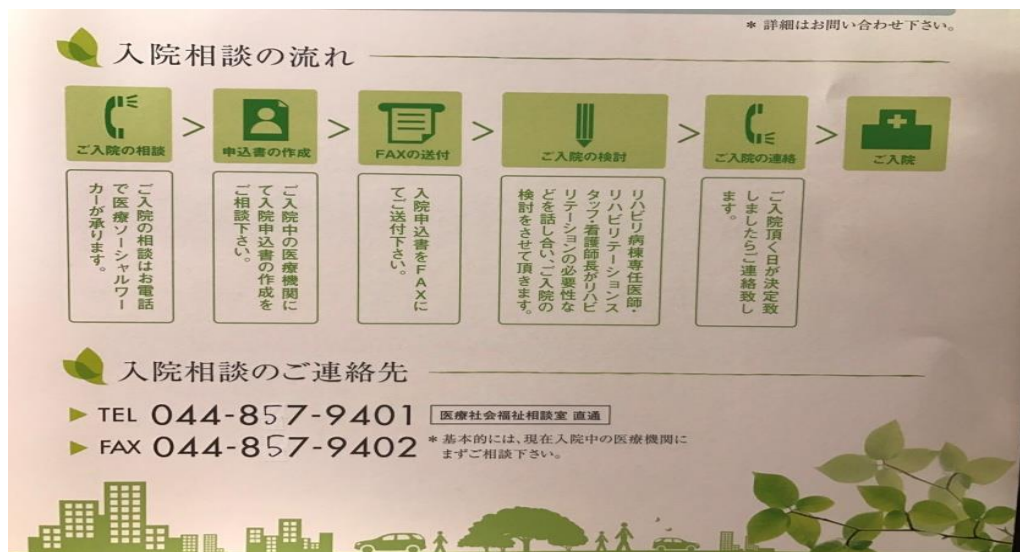 * 詳細はお問い合わせ下さい。
入院相談の流れ
ご入院の相談
>
申込書の作成
>
FAXの送付
>
ご入院の検討
>
ご入院の連絡
>
ご入院
ご入院の相談はお電話
で医療ソーシャルワー
カーが承ります。
ご入院中の医療機関に
て入院申込書の作成を
ご相談下さい。
入院申込書をFAXに
てご送付下さい。
リハビリ病棟専任医師・
リハビリテーションス
タッフ・看護師長がリハビ
リテーションの必要性な
どを話し合い、ご入院の
検討をさせて頂きます。
ご入院頂く日が決定致
しましたらご連絡致し
ます。
入院相談のご連絡先
TEL 044-857-9401 医療社会福祉相談室 直通
FAX 044-857-9402
* 基本的には、現在入院中の医療機関に
まずご相談下さい。